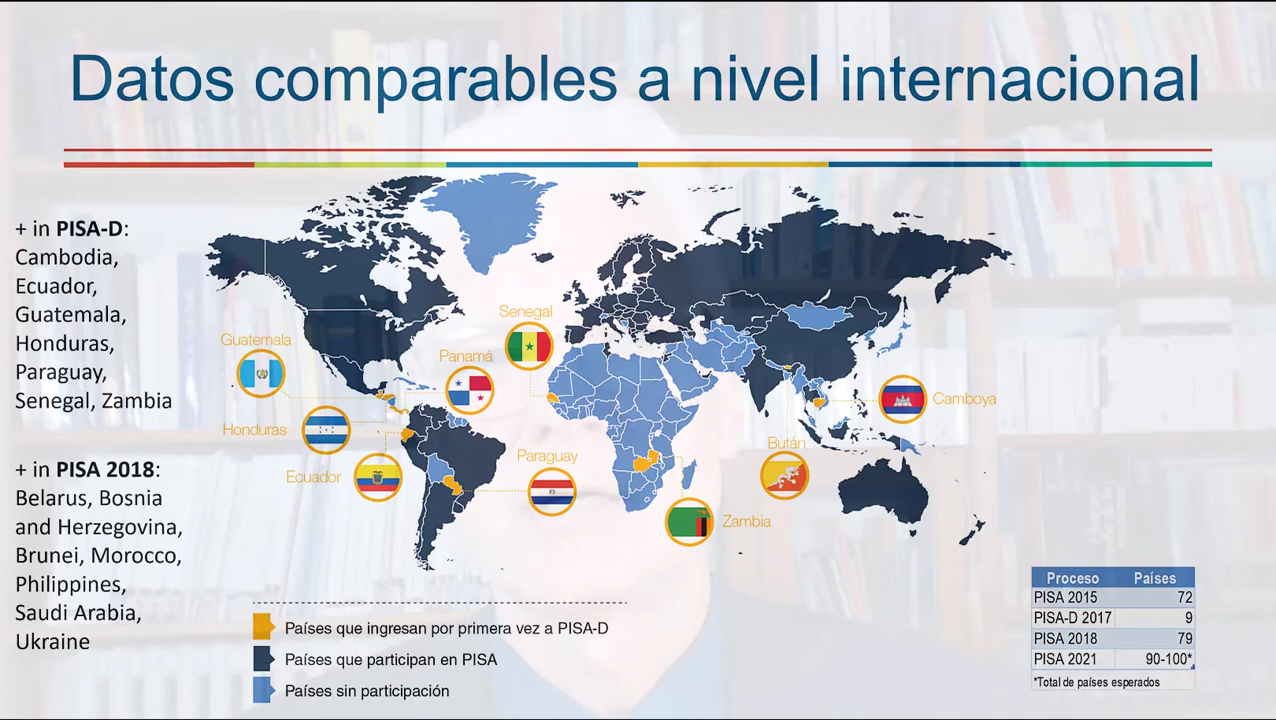 Datos comparables a nivel internacional
+ in PISA-D:
Cambodia,
Ecuador,
Guatemala,
Honduras,
Paraguay,
Senegal, Zambia
+ in PISA 2018:
Belarus, Bosnia
and Herzegovina,
Brunei, Morocco,
Philippines,
Saudi Arabia,
Ukraine
Senegal
Guatemala
Panamá
Camboya
Honduras
Bután
Paraguay
Ecuador
Zambia
Países que ingresan por primera vez a PISA-D
Países que participan en PISA
Países sin participación
Proceso Países
PISA 2015 72
PISA-D 2017 9
PISA 2018 79
PISA 2021 90-100*
*Total de países esperados